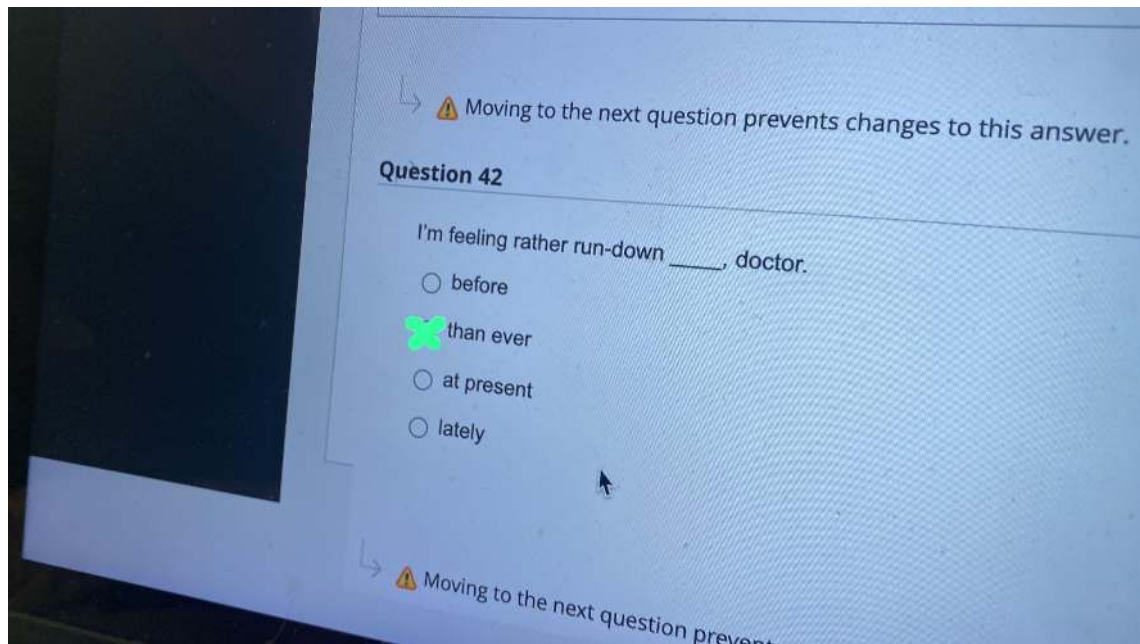 Moving to the next question prevents changes to this answer.
Question 42
I'm feeling rather run-down _____, doctor.
before
than ever
at present
lately
Moving to the next question prevent